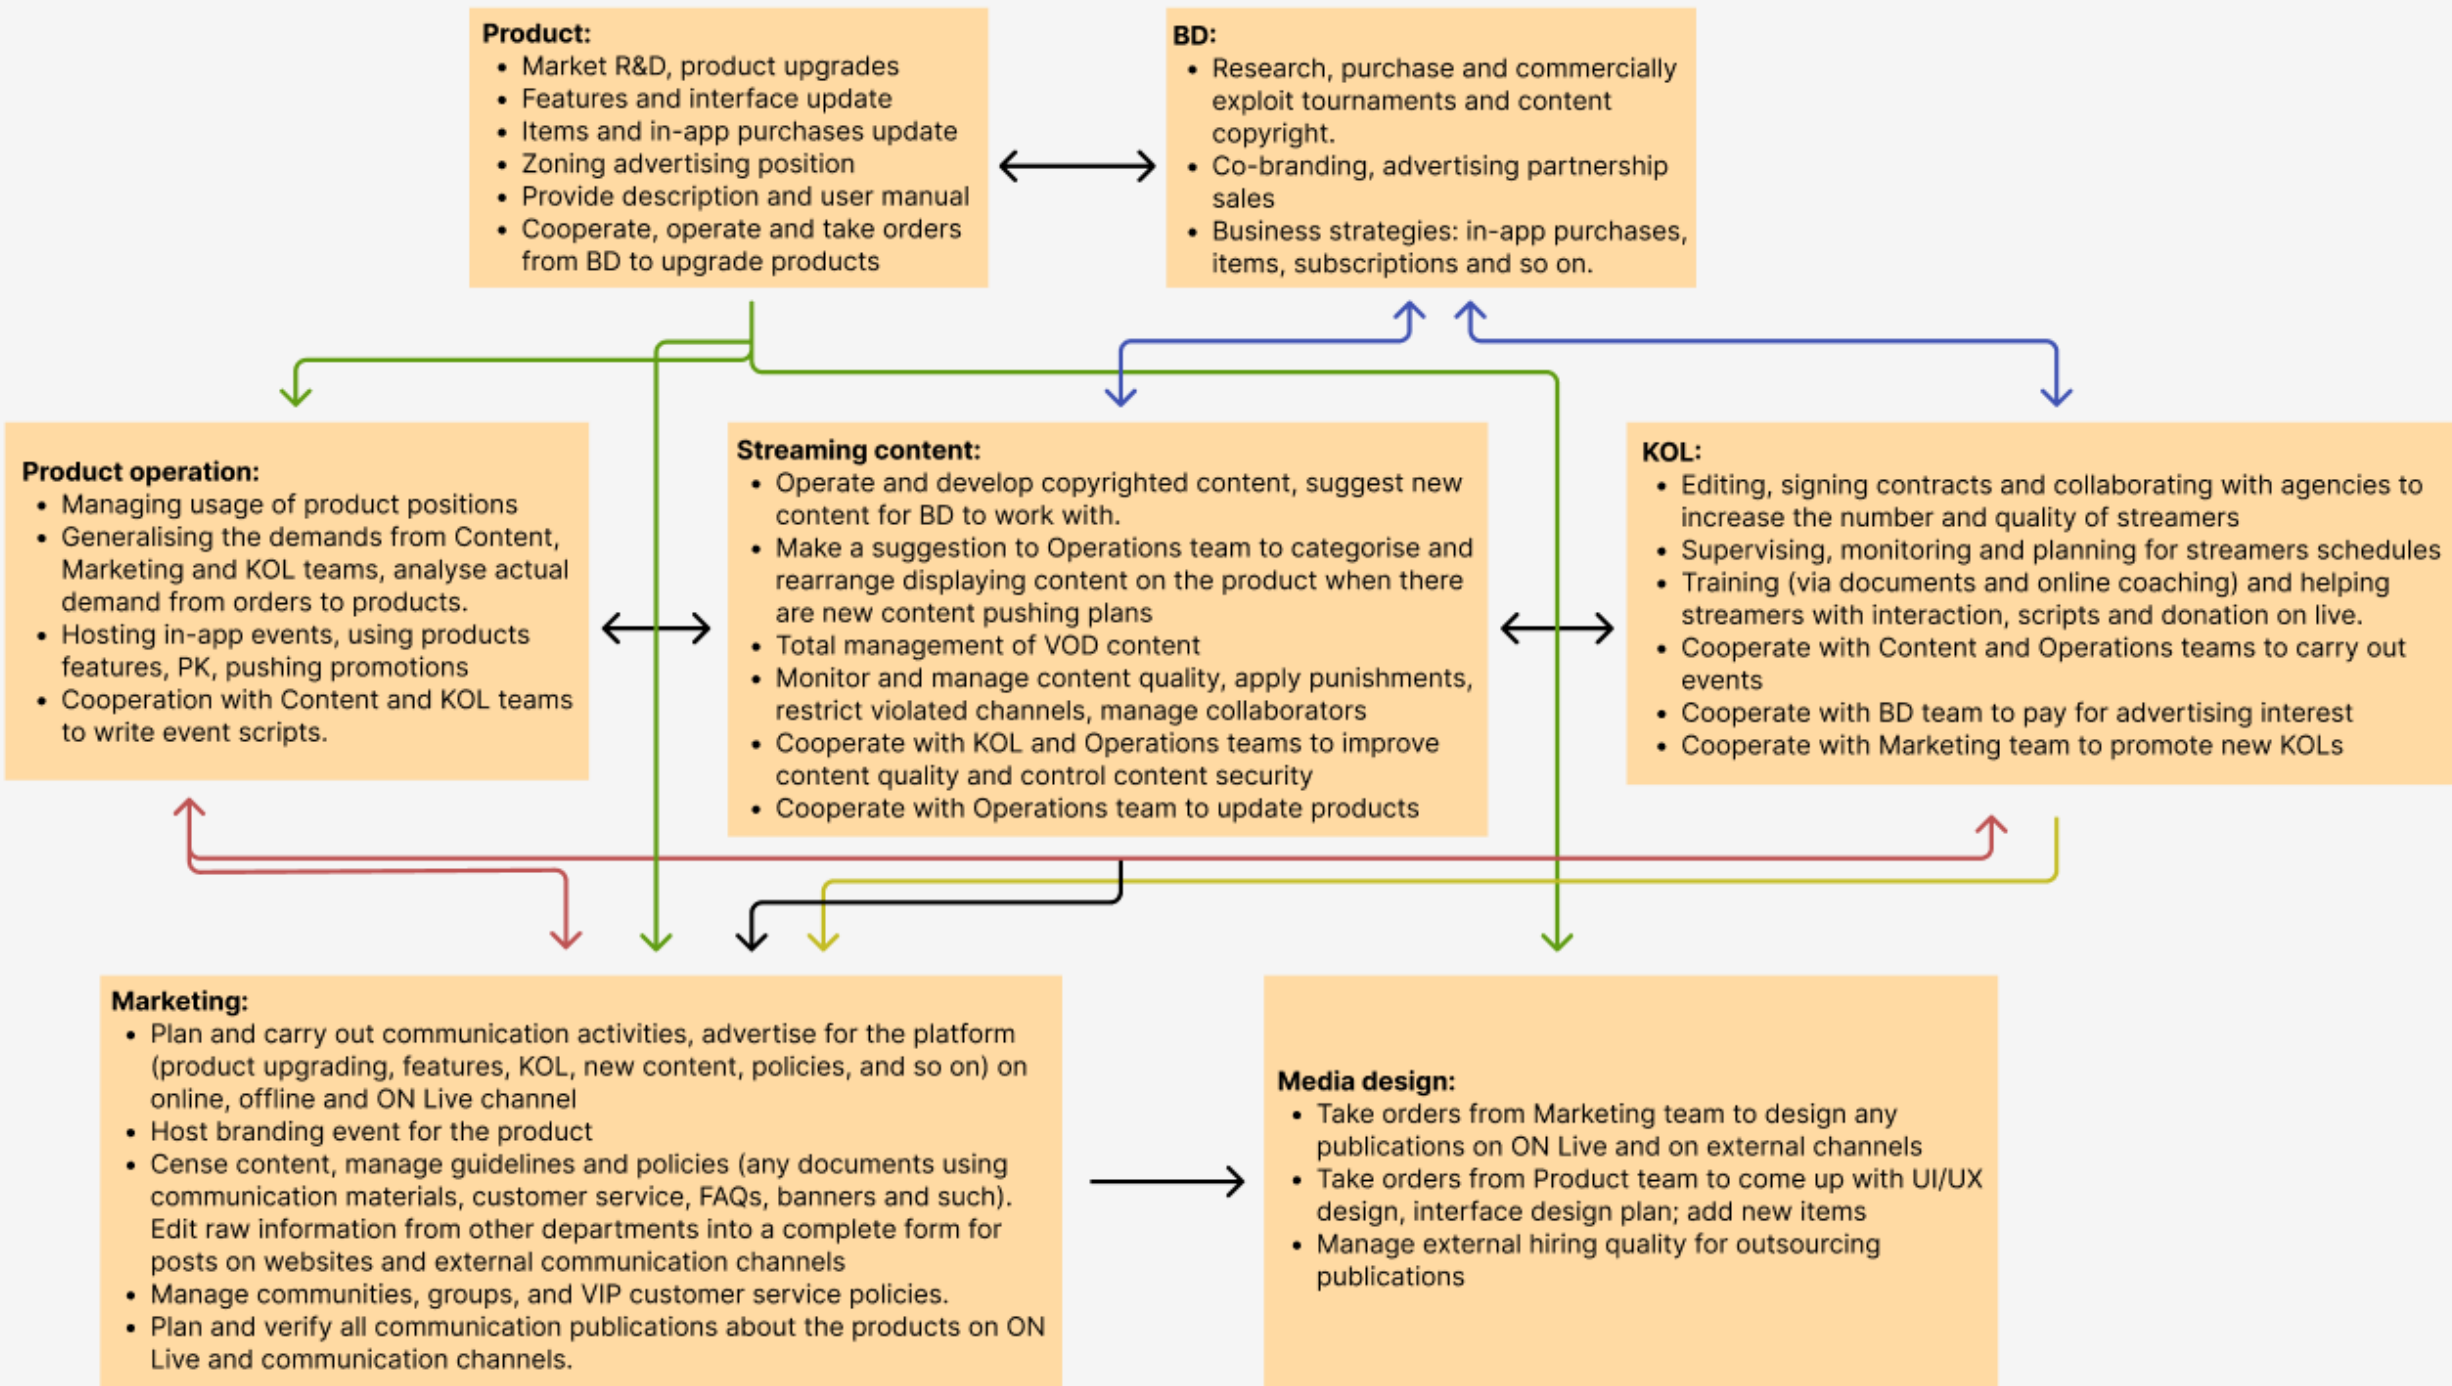 Product:
• Market R&D, product upgrades
• Features and interface update
• Items and in-app purchases update
• Zoning advertising position
• Provide description and user manual
• Cooperate, operate and take orders
from BD to upgrade products
BD:
• Research, purchase and commercially
exploit tournaments and content
copyright.
• Co-branding, advertising partnership
sales
• Business strategies: in-app purchases,
items, subscriptions and so on.
Product operation:
• Managing usage of product positions
• Generalising the demands from Content,
Marketing and KOL teams, analyse actual
demand from orders to products.
• Hosting in-app events, using products
features, PK, pushing promotions
• Cooperation with Content and KOL teams
to write event scripts.
Streaming content:
• Operate and develop copyrighted content, suggest new
content for BD to work with.
• Make a suggestion to Operations team to categorise and
rearrange displaying content on the product when there
are new content pushing plans
• Total management of VOD content
• Monitor and manage content quality, apply punishments,
restrict violated channels, manage collaborators
• Cooperate with KOL and Operations teams to improve
content quality and control content security
• Cooperate with Operations team to update products
KOL:
• Editing, signing contracts and collaborating with agencies to
increase the number and quality of streamers
• Supervising, monitoring and planning for streamers schedules
• Training (via documents and online coaching) and helping
streamers with interaction, scripts and donation on live.
• Cooperate with Content and Operations teams to carry out
events
• Cooperate with BD team to pay for advertising interest
• Cooperate with Marketing team to promote new KOLs
Marketing:
• Plan and carry out communication activities, advertise for the platform
(product upgrading, features, KOL, new content, policies, and so on) on
online, offline and ON Live channel
• Host branding event for the product
• Cense content, manage guidelines and policies (any documents using
communication materials, customer service, FAQs, banners and such).
Edit raw information from other departments into a complete form for
posts on websites and external communication channels
• Manage communities, groups, and VIP customer service policies.
• Plan and verify all communication publications about the products on ON
Live and communication channels.
Media design:
• Take orders from Marketing team to design any
publications on ON Live and on external channels
• Take orders from Product team to come up with UI/UX
design, interface design plan; add new items
• Manage external hiring quality for outsourcing
publications